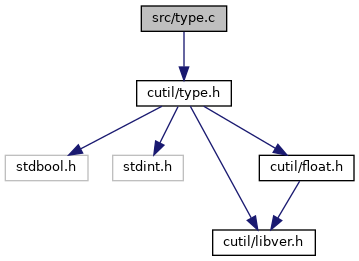 src/type.c
cutil/type.h
stdbool.h
stdint.h
cutil/float.h
cutil/libver.h